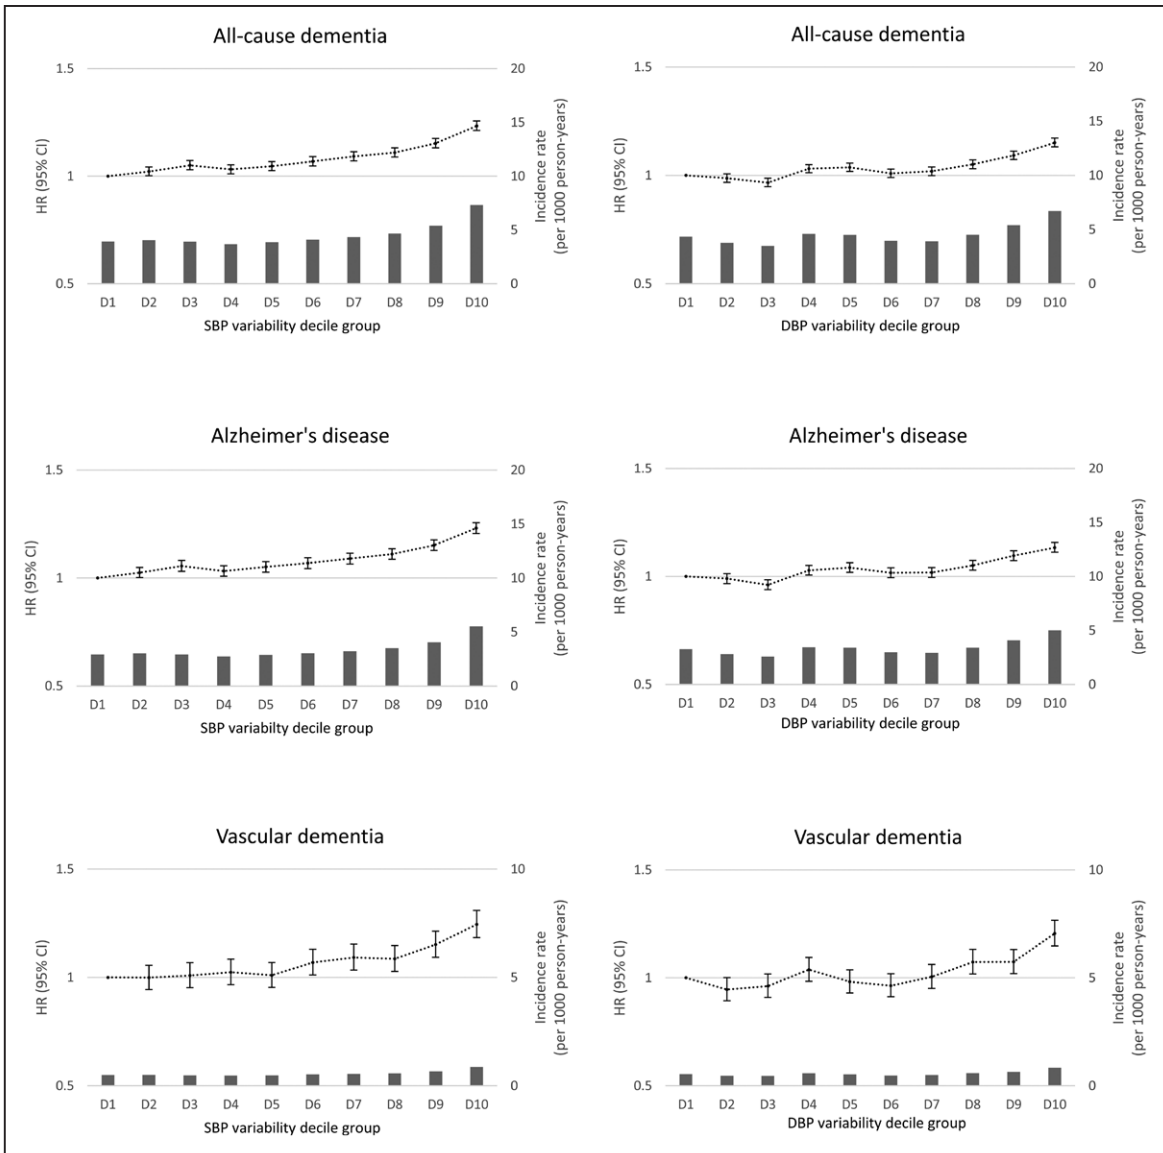 All-cause dementia
1.5
1
0.5
HR (95% CI)
20
15
10
5
0
Incidence rate
(per 1000 person-years)
D1 D2 D3 D4 D5 D6 D7 D8 D9 D10
SBP variability decile group
All-cause dementia
1.5
1
0.5
HR (95% CI)
20
15
10
5
0
Incidence rate
(per 1000 person-years)
D1 D2 D3 D4 D5 D6 D7 D8 D9 D10
DBP variability decile group
Alzheimer's disease
1.5
1
0.5
HR (95% CI)
20
15
10
5
0
Incidence rate
(per 1000 person-years)
D1 D2 D3 D4 D5 D6 D7 D8 D9 D10
SBP variabilty decile group
Alzheimer's disease
1.5
1
0.5
HR (95% CI)
20
15
10
5
0
Incidence rate
(per 1000 person-years)
D1 D2 D3 D4 D5 D6 D7 D8 D9 D10
DBP variability decile group
Vascular dementia
1.5
1
0.5
HR (95% CI)
10
5
0
Incidence rate
(per 1000 person-years)
D1 D2 D3 D4 D5 D6 D7 D8 D9 D10
SBP variability decile group
Vascular dementia
1.5
1
0.5
HR (95% CI)
10
5
0
Incidence rate
(per 1000 person-years)
D1 D2 D3 D4 D5 D6 D7 D8 D9 D10
DBP variability decile group